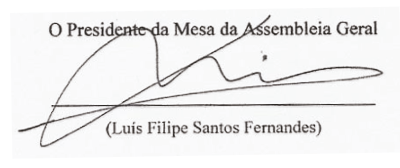 O Presidente da Mesa da Assembleia Geral
(Luis Filipe Santos Fernandes)